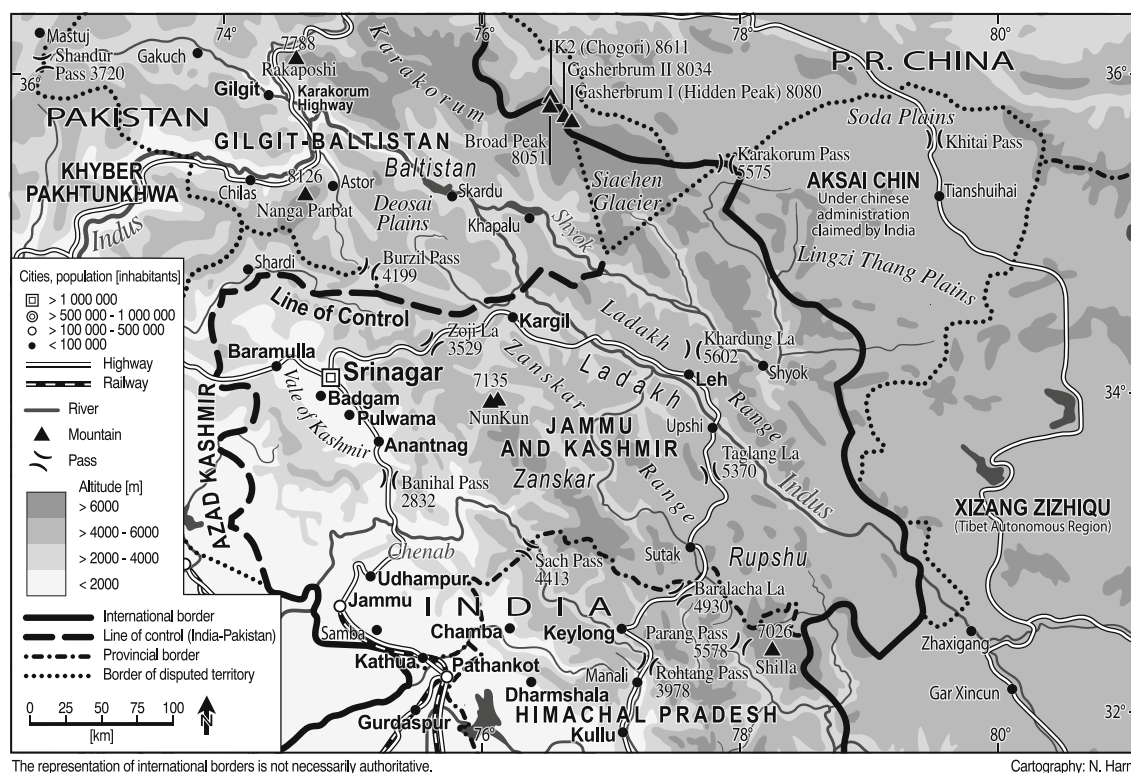 74°
76°
78°
80°
Mastuj
Shandur
Pass 3720
Gakuch
7788
Rakaposhi
Karakorum
K2 (Chogori) 8611
Gasherbrum II 8034
Gasherbrum I (Hidden Peak) 8080
P. R. CHINA
36°
36°
Gilgit
Karakorum
Highway
PAKISTAN
GILGIT-BALTISTAN
Broad Peak
8051
Soda Plains
Khitai Pass
Karakorum Pass
5575
KHYBER
PAKHTUNKHWA
Chilas
8126
Nanga Parbat
Astor
Baltistan
Deosai
Plains
Skardu
Khapalu
Shyok
Siachen
Glacier
AKSAI CHIN
Under chinese
administration
claimed by India
Tianshuihai
Indus
Lingzi Thang Plains
Shardi
Burzil Pass
4199
Cities, population [inhabitants]
> 1 000 000
> 500 000 - 1 000 000
> 100 000 - 500 000
< 100 000
Highway
Railway
River
Mountain
Pass
Altitude [m]
> 6000
> 4000 - 6000
> 2000 - 4000
< 2000
Line of Control
Zoji La
3529
Kargil
Ladakh
Range
Khardung La
5602
Shyok
Baramulla
Srinagar
Badgam
Pulwama
Anantnag
Vale of Kashmir
Zanskar
Range
7135
NunKun
Ladakh
Leh
34°
JAMMU
AND KASHMIR
Upshi
Taglang La
5370
Indus
AZAD KASHMIR
Banihal Pass
2832
Zanskar
XIZANG ZIZHIQU
(Tibet Autonomous Region)
Chenab
Sach Pass
4413
Sutak
Rupshu
Udhampur
Jammu
Baralacha La
4930
INDIA
Samba
Chamba
Keylong
Parang Pass
5578
7026
Shilla
Zhaxigang
Kathua
Pathankot
Manali
Rohtang Pass
3978
Dharmshala
Gar Xincun
HIMACHAL PRADESH
32°
Gurdaspur
Kullu
76°
78°
80°
International border
Line of control (India-Pakistan)
Provincial border
Border of disputed territory
0 25 50 75 100
[km]
N
The representation of international borders is not necessarily authoritative.
Cartography: N. Harm